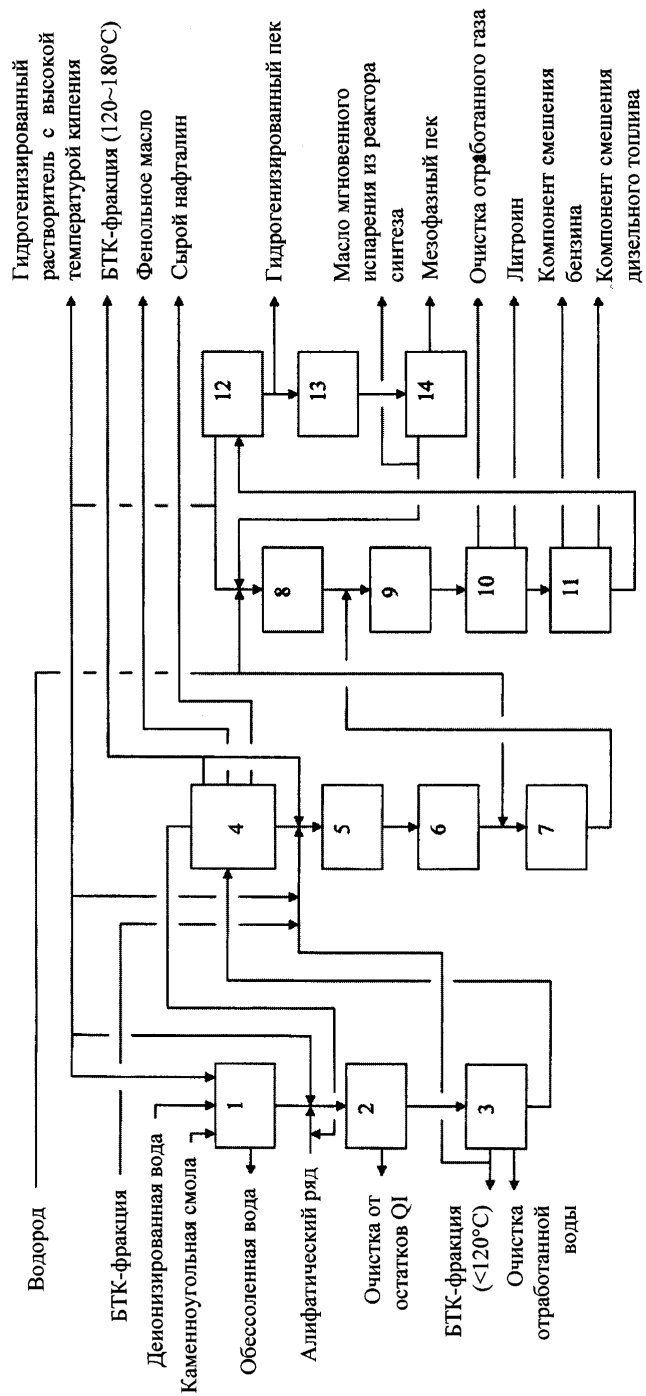 Водород
БТК-фракция
Деионизированная вода
Каменноугольная смола
Обессоленная вода
Алифатический ряд
Очистка от
остатков QI
БТК-фракция
(<120°C)
Очистка
отработанной
воды
1
2
3
4
5
6
7
8
9
10
11
12
13
14
Гидрогенизированный
растворитель с высокой
температурой кипения
БТК-фракция (120~180°C)
Фенольное масло
Сырой нафталин
Гидрогенизированный пек
Масло мгновенного
испарения из реактора
синтеза
Мезофазный пек
Очистка отработанного газа
Лигроин
Компонент смешения
бензина
Компонент смешения
дизельного топлива